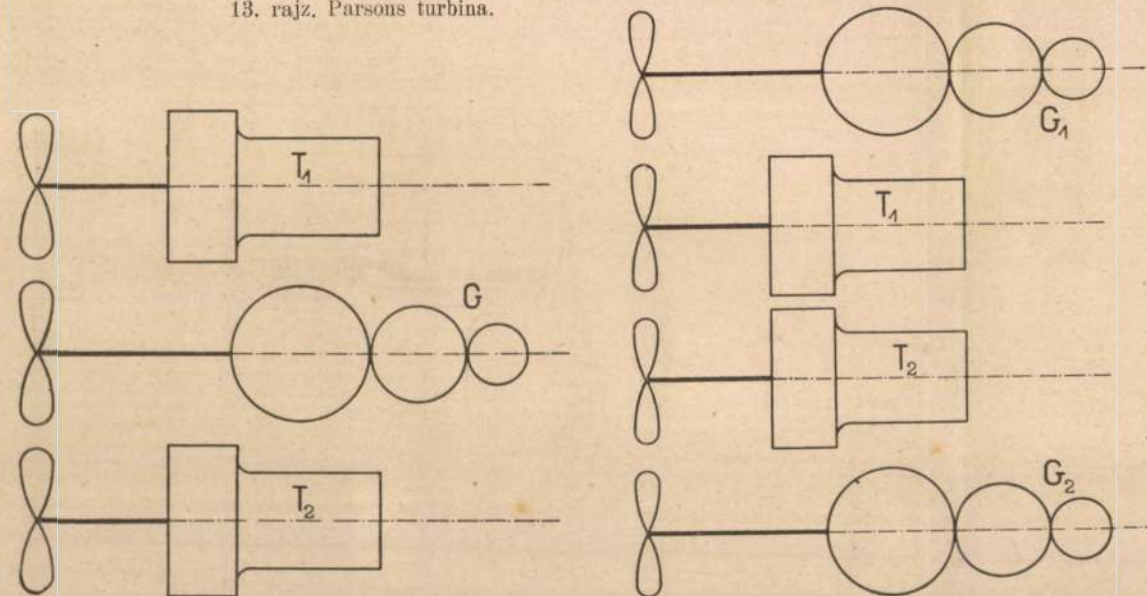 13. rajz. Parsons turbina.
T₁
G
T₂
G₁
T₁
T₂
G₂